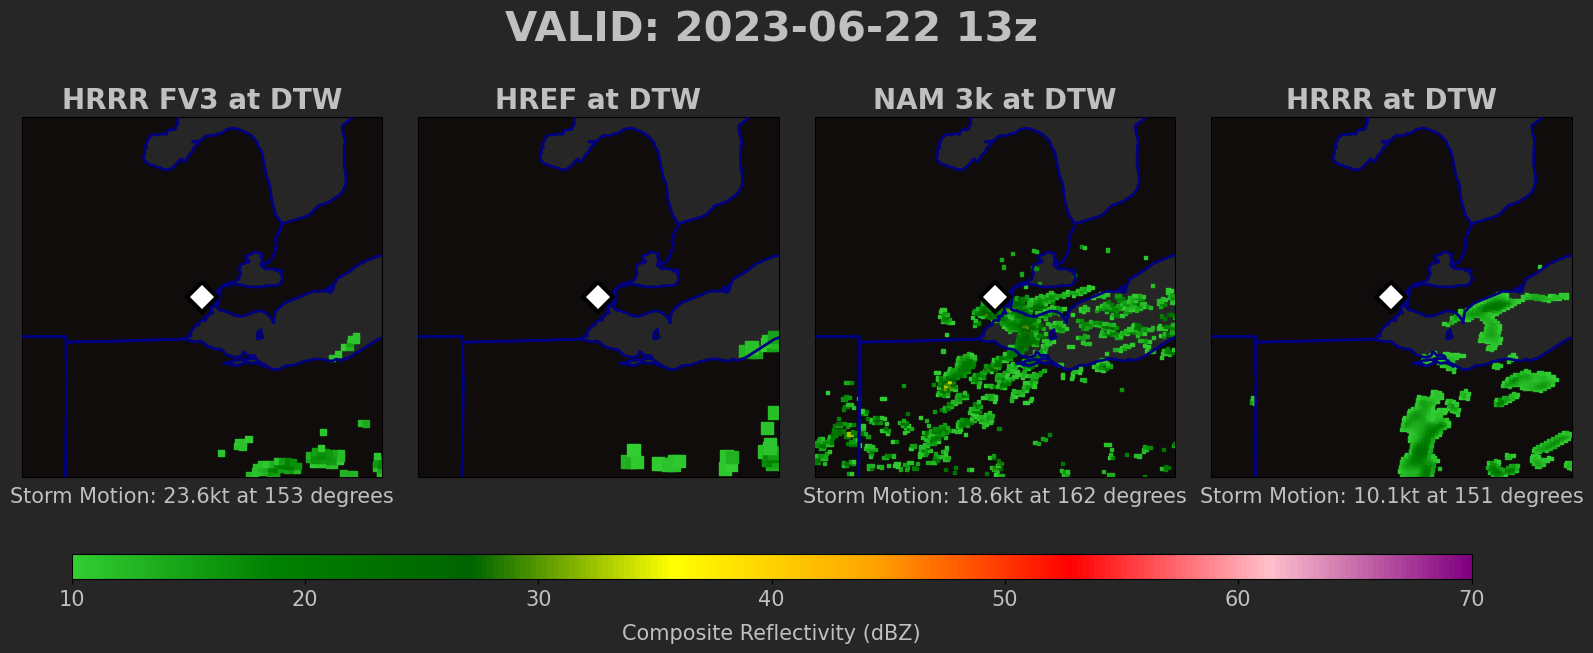 VALID: 2023-06-22 13z
HRRR FV3 at DTW
HREF at DTW
NAM 3k at DTW
HRRR at DTW
Storm Motion: 23.6kt at 153 degrees
Storm Motion: 18.6kt at 162 degrees
Storm Motion: 10.1kt at 151 degrees
10 20 30 40 50 60 70
Composite Reflectivity (dBZ)